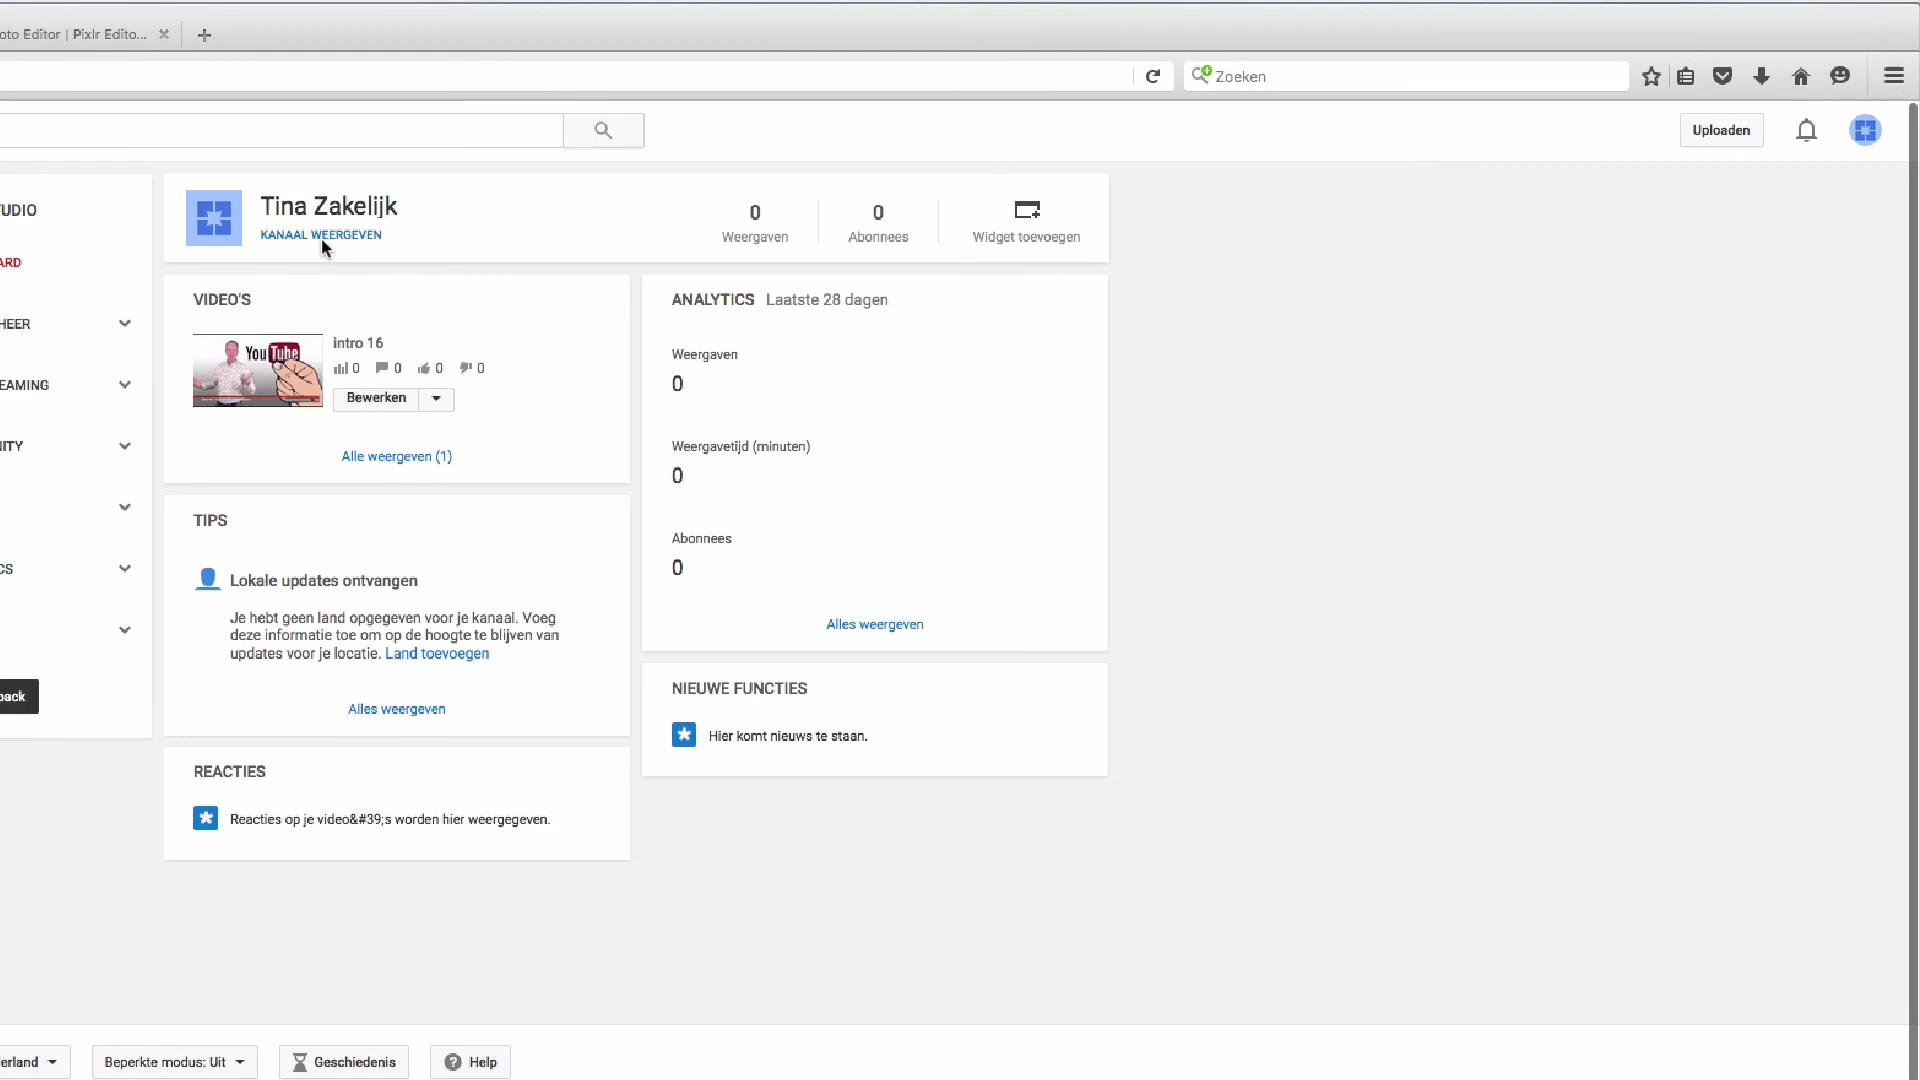 oto Editor | Pixlr Edito...
Zoeken
Uploaden
TUDIO
ARD
HEER
EAMING
NITY
CS
back
Tina Zakelijk
KANAAL WEERGEVEN
0
Weergaven
0
Abonnees
Widget toevoegen
VIDEO'S
You Tube
intro 16
0 0 0 0
Bewerken
Alle weergeven (1)
TIPS
Lokale updates ontvangen
Je hebt geen land opgegeven voor je kanaal. Voeg
deze informatie toe om op de hoogte te blijven van
updates voor je locatie. Land toevoegen
Alles weergeven
REACTIES
Reacties op je video&#39;s worden hier weergegeven.
ANALYTICS Laatste 28 dagen
Weergaven
0
Weergavetijd (minuten)
0
Abonnees
0
Alles weergeven
NIEUWE FUNCTIES
Hier komt nieuws te staan.
erland
Beperkte modus: Uit
Geschiedenis
Help